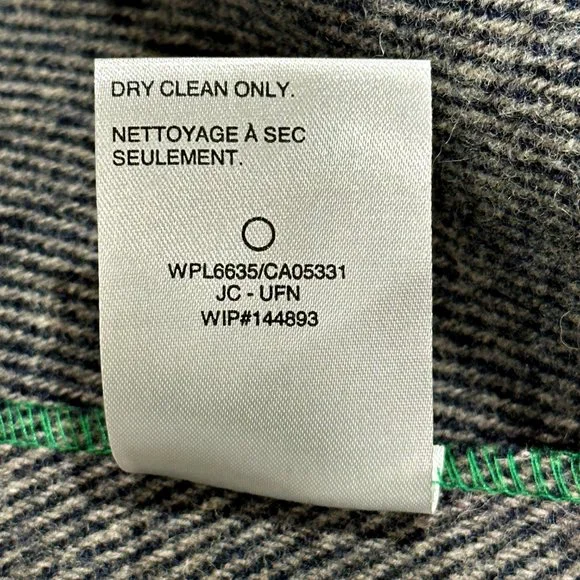 DRY CLEAN ONLY.
NETTOYAGE À SEC
SEULEMENT.
WPL6635/CA05331
JC - UFN
WIP#144893